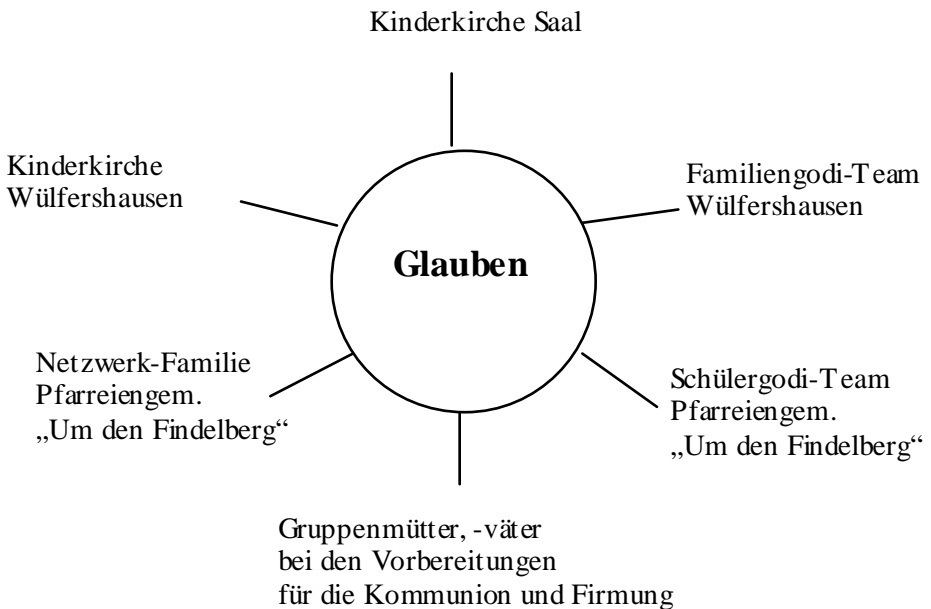 Kinderkirche Saal
Kinderkirche
Wülfershausen
Familiengodi-Team
Wülfershausen
Glauben
Netzwerk-Familie
Pfarreiengem.
„Um den Findelberg“
Schülergodi-Team
Pfarreiengem.
„Um den Findelberg“
Gruppenmütter, -väter
bei den Vorbereitungen
für die Kommunion und Firmung